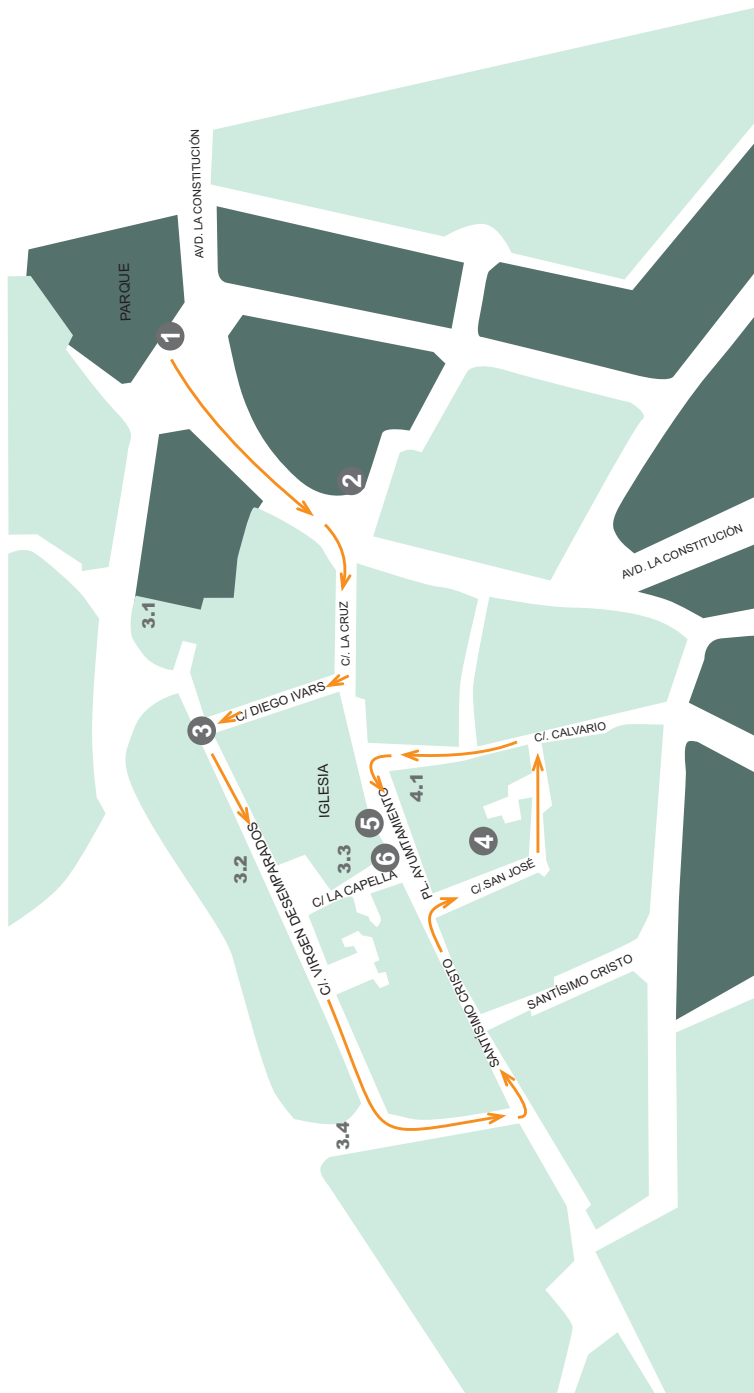 AVD. LA CONSTITUCIÓN
PARQUE
1
2
3.1
C/. LA CRUZ
C/ DIEGO IVARS
3
AVD. LA CONSTITUCIÓN
IGLESIA
C/. CALVARIO
4.1
5
PL. AYUMTAMIENTO
3.2
3.3
6
4
C/ LA CAPELLA
C/.SAN JOSÉ
C/. VIRGEN DESEMPARADOS
SANTÍSIMO CRISTO
SANTÍSIMO CRISTO
3.4